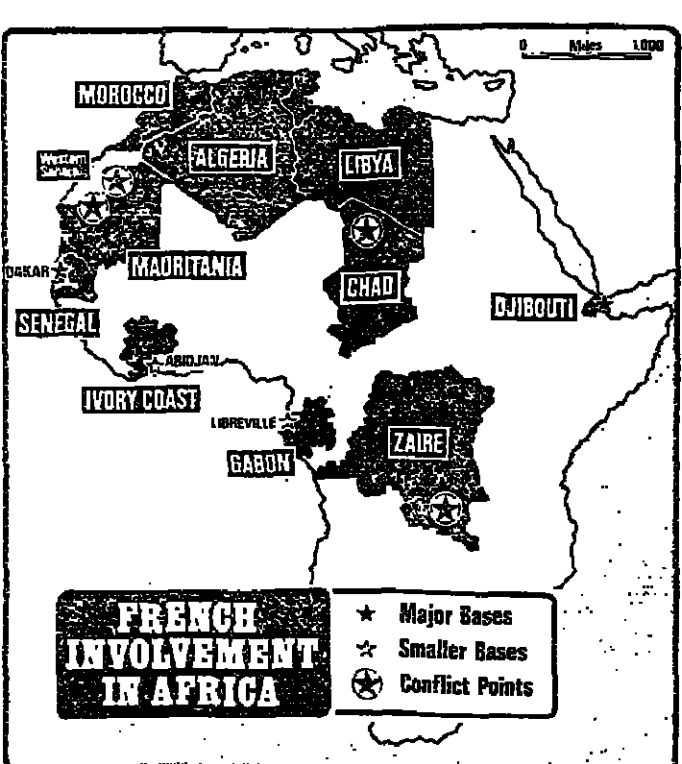 0 Miles 1,000
MOROCCO
ALGERIA
LIBYA
Western
DAKAR
MAURITANIA
CHAD
DJIBOUTI
SENEGAL
ABIDJAN
IVORY COAST
LIBREVILLE
ZAIRE
GABON
FRENCH
INVOLVEMENT
IN AFRICA
Major Bases
Smaller Bases
Conflict Points